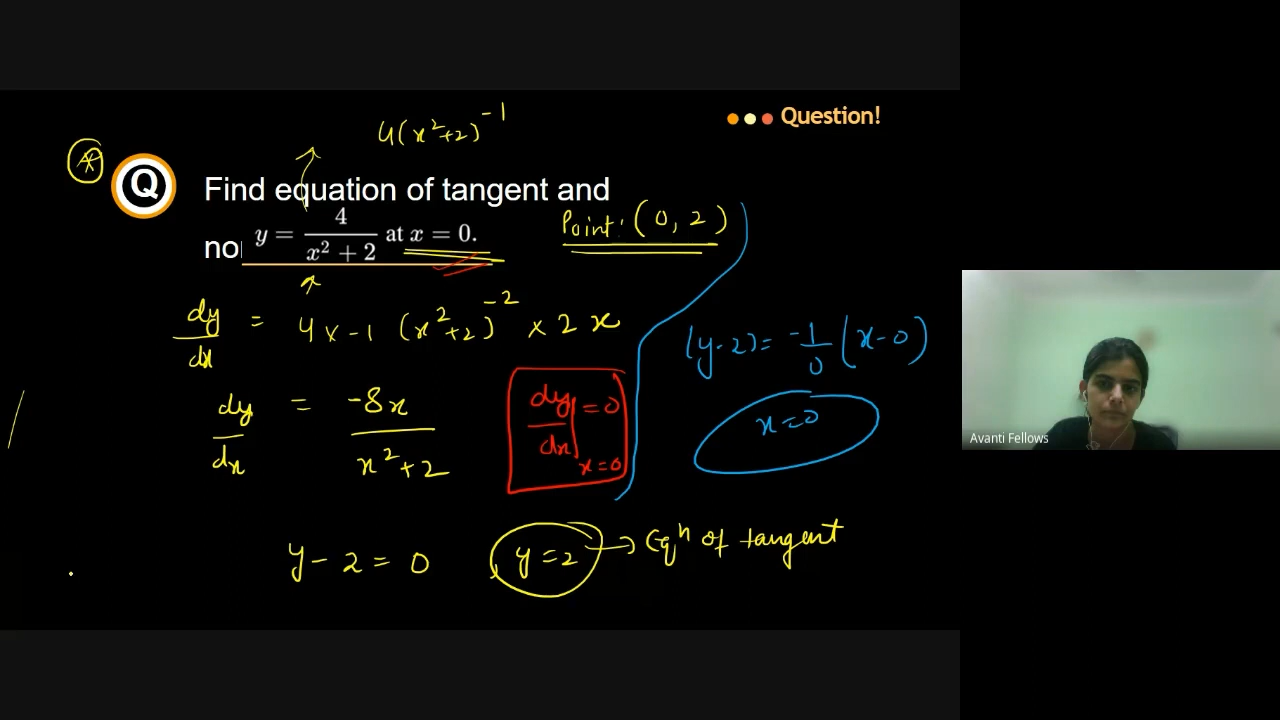 Question!
4(x²+2)⁻¹
Q
Find equation of tangent and
y = 4/(x² + 2) at x = 0.
Point: (0, 2)
dy/dx = 4 x -1 (x²+2)⁻² x 2x
(y-2) = -1/0 (x-0)
dy/dx = -8x/(x²+2)
dy/dx| x=0 = 0
x=0
y - 2 = 0
y = 2 → Eqⁿ of tangent
Avanti Fellows